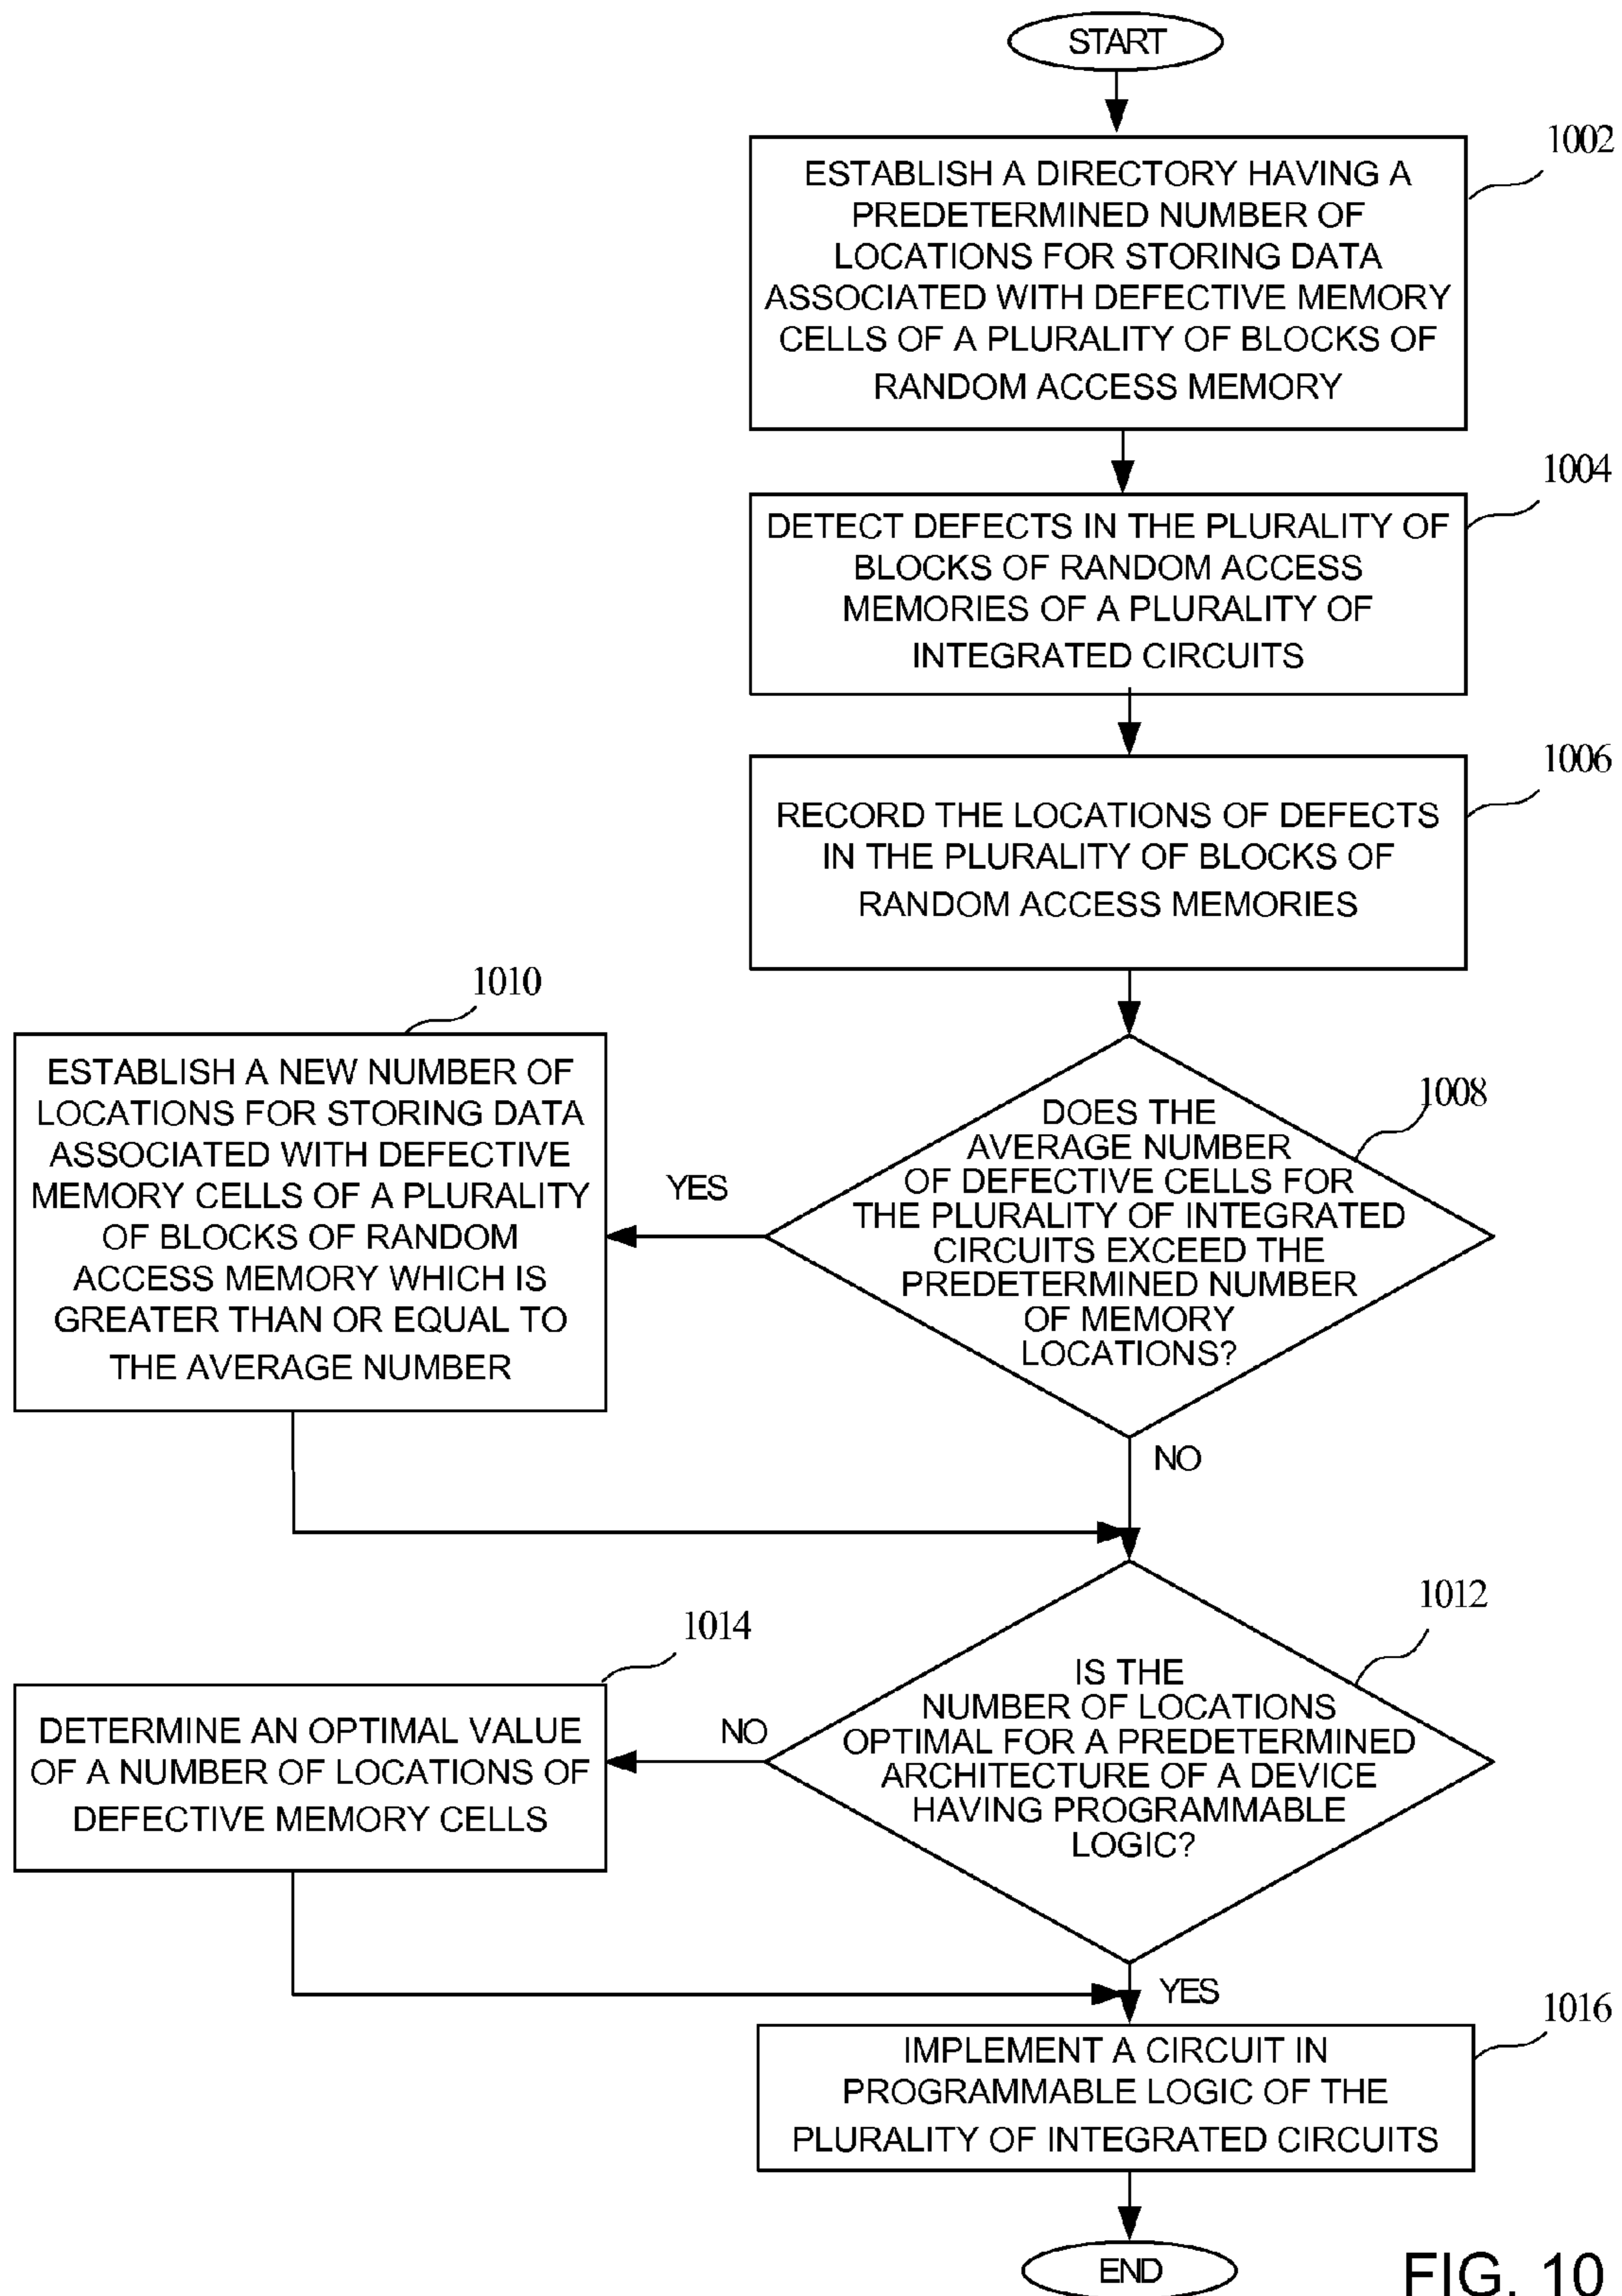 START
1002
ESTABLISH A DIRECTORY HAVING A
PREDETERMINED NUMBER OF
LOCATIONS FOR STORING DATA
ASSOCIATED WITH DEFECTIVE MEMORY
CELLS OF A PLURALITY OF BLOCKS OF
RANDOM ACCESS MEMORY
1004
DETECT DEFECTS IN THE PLURALITY OF
BLOCKS OF RANDOM ACCESS
MEMORIES OF A PLURALITY OF
INTEGRATED CIRCUITS
1006
RECORD THE LOCATIONS OF DEFECTS
IN THE PLURALITY OF BLOCKS OF
RANDOM ACCESS MEMORIES
1010
ESTABLISH A NEW NUMBER OF
LOCATIONS FOR STORING DATA
ASSOCIATED WITH DEFECTIVE
MEMORY CELLS OF A PLURALITY
OF BLOCKS OF RANDOM
ACCESS MEMORY WHICH IS
GREATER THAN OR EQUAL TO
THE AVERAGE NUMBER
YES
1008
DOES THE
AVERAGE NUMBER
OF DEFECTIVE CELLS FOR
THE PLURALITY OF INTEGRATED
CIRCUITS EXCEED THE
PREDETERMINED NUMBER
OF MEMORY
LOCATIONS?
NO
1012
IS THE
NUMBER OF LOCATIONS
OPTIMAL FOR A PREDETERMINED
ARCHITECTURE OF A DEVICE
HAVING PROGRAMMABLE
LOGIC?
1014
NO
DETERMINE AN OPTIMAL VALUE
OF A NUMBER OF LOCATIONS OF
DEFECTIVE MEMORY CELLS
YES
1016
IMPLEMENT A CIRCUIT IN
PROGRAMMABLE LOGIC OF THE
PLURALITY OF INTEGRATED CIRCUITS
END
FIG. 10